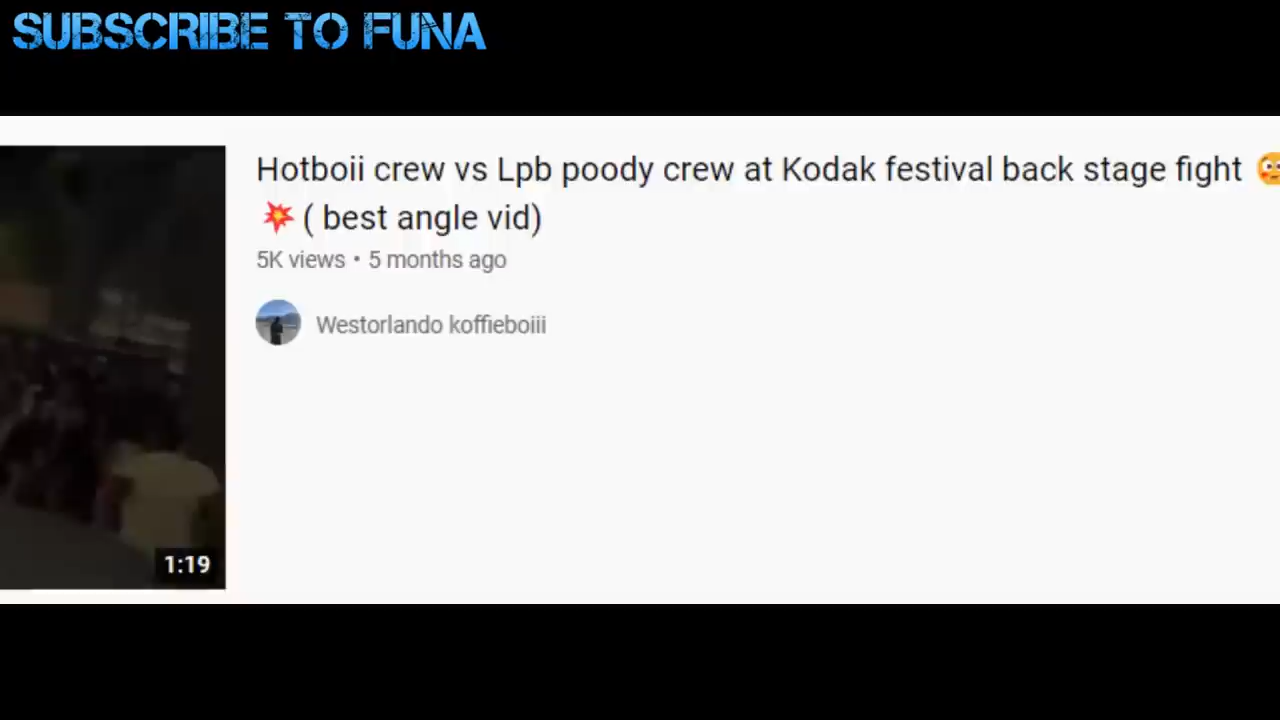 SUBSCRIBE TO FUNA
Hotboii crew vs Lpb poody crew at Kodak festival back stage fight 😳
💥 ( best angle vid)
5K views • 5 months ago
Westorlando koffieboiii
1:19